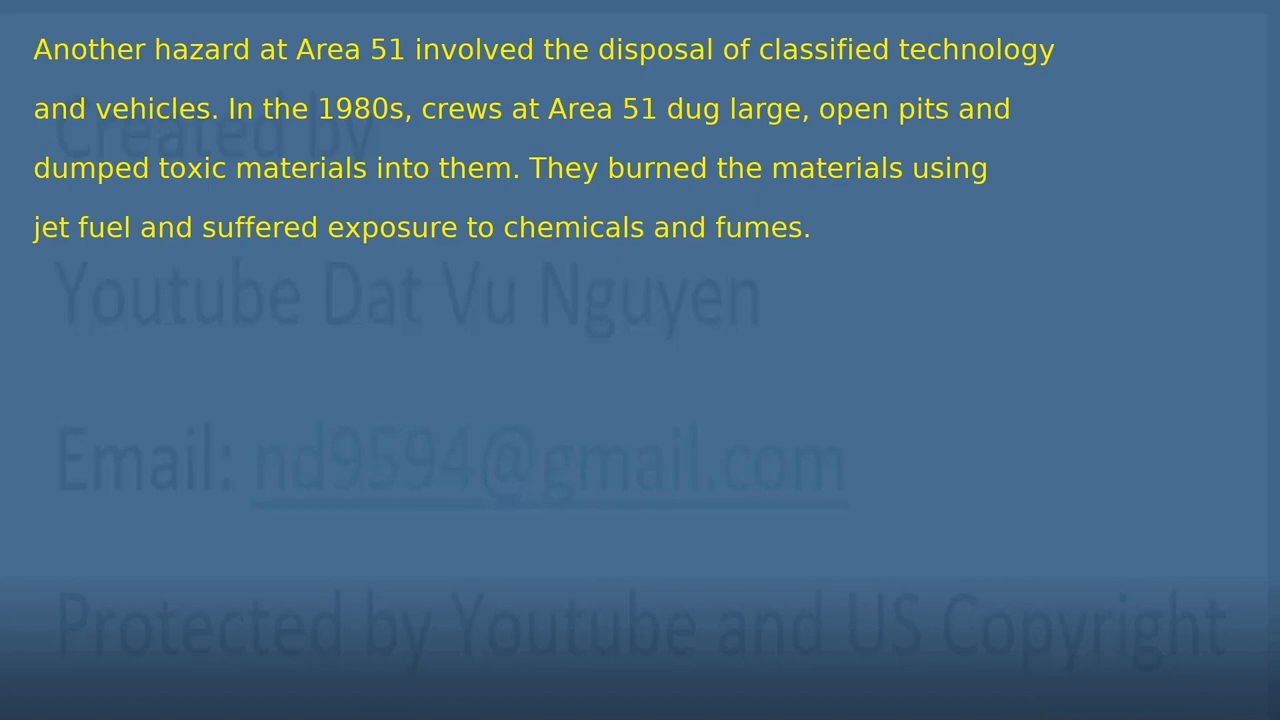 Another hazard at Area 51 involved the disposal of classified technology
and vehicles. In the 1980s, crews at Area 51 dug large, open pits and
Created by
dumped toxic materials into them. They burned the materials using
jet fuel and suffered exposure to chemicals and fumes.
Youtube Dat Vu Nguyen
Email: nd9594@gmail.com
Protected by Youtube and US Copyright